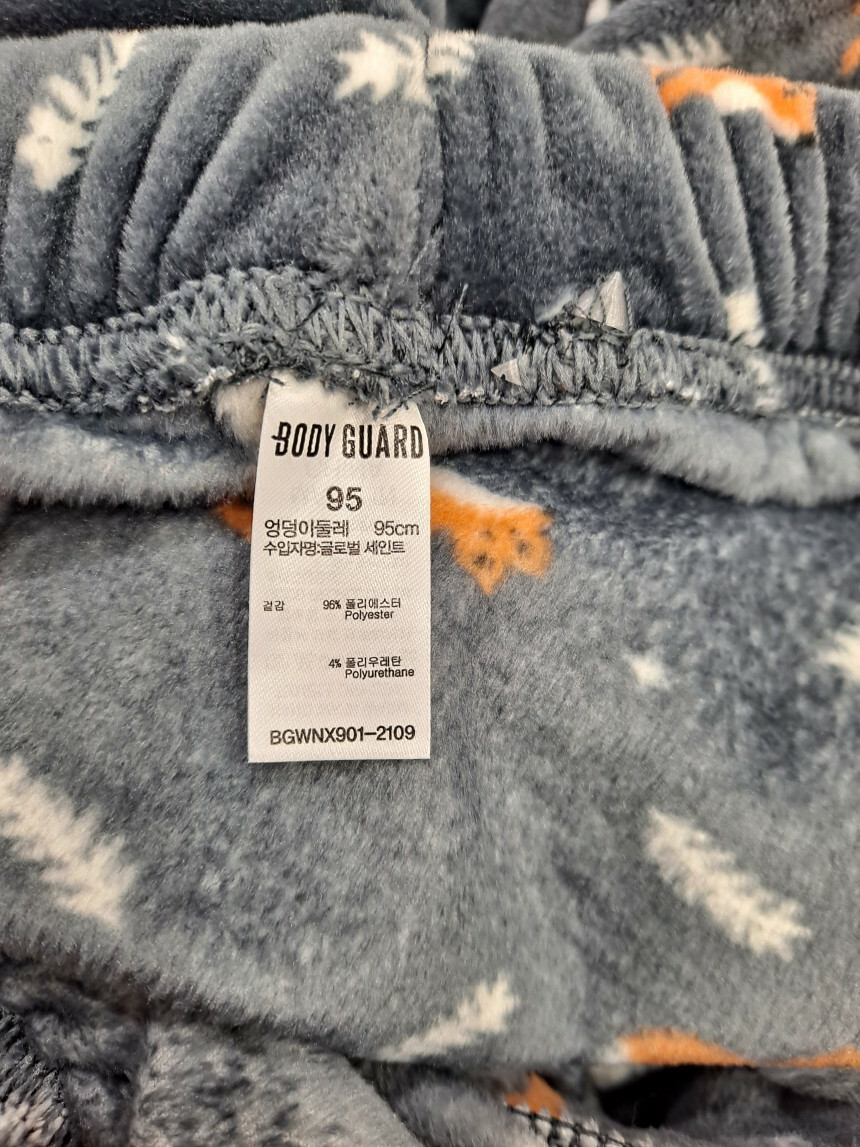 BODY GUARD
95
엉덩이둘레 95cm
수입자명:글로벌 세인트
겉감 96% 폴리에스터
Polyester
4% 폴리우레탄
Polyurethane
BGWNX901-2109